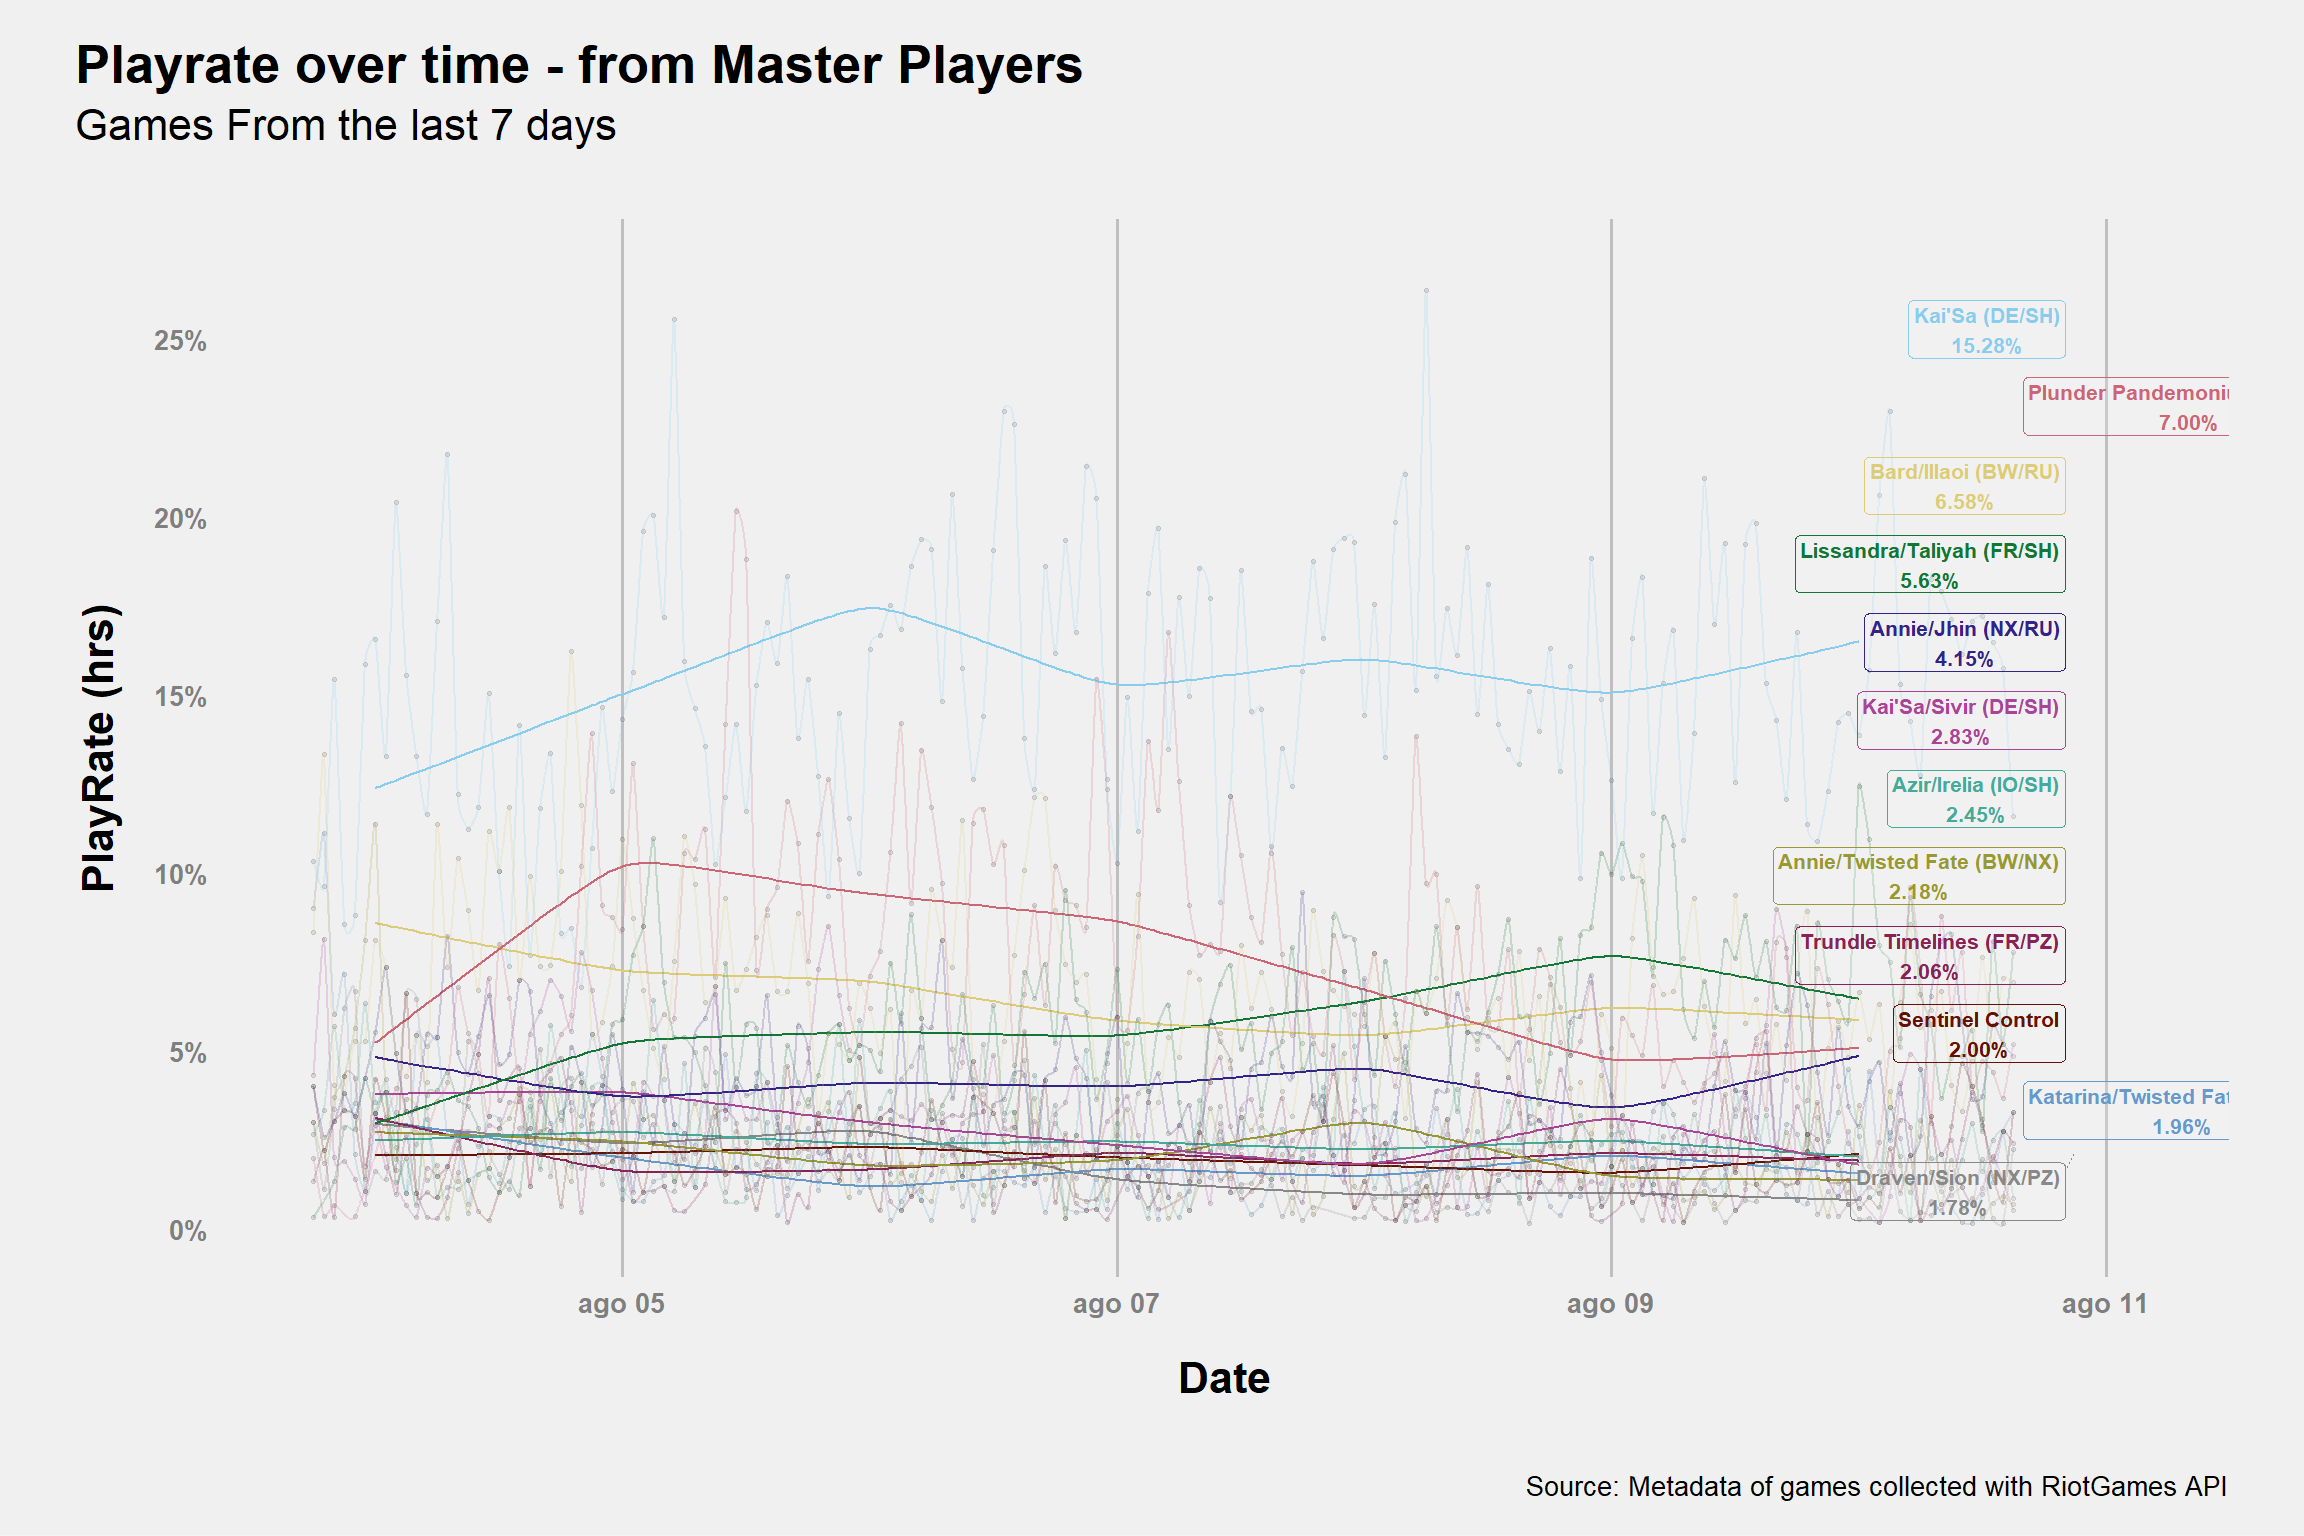 Playrate over time - from Master Players
Games From the last 7 days
PlayRate (hrs)
25%
20%
15%
10%
5%
0%
Kai'Sa (DE/SH)
15.28%
Plunder
7.00%
Bard/Illaoi (BW/RU)
6.58%
Lissandra/Taliyah (FR/SH)
5.63%
Annie/Jhin (NX/RU)
4.15%
Kai'Sa/Sivir (DE/SH)
2.83%
Azir/Irelia (IO/SH)
2.45%
Annie/Twisted Fate (BW/NX)
2.18%
Trundle Timelines (FR/PZ)
2.06%
Sentinel Control
2.00%
Katarina/Twisted
1.96%
Draven/Sion (NX/PZ)
1.78%
ago 05
ago 07
ago 09
ago 11
Date
Source: Metadata of games collected with RiotGames API